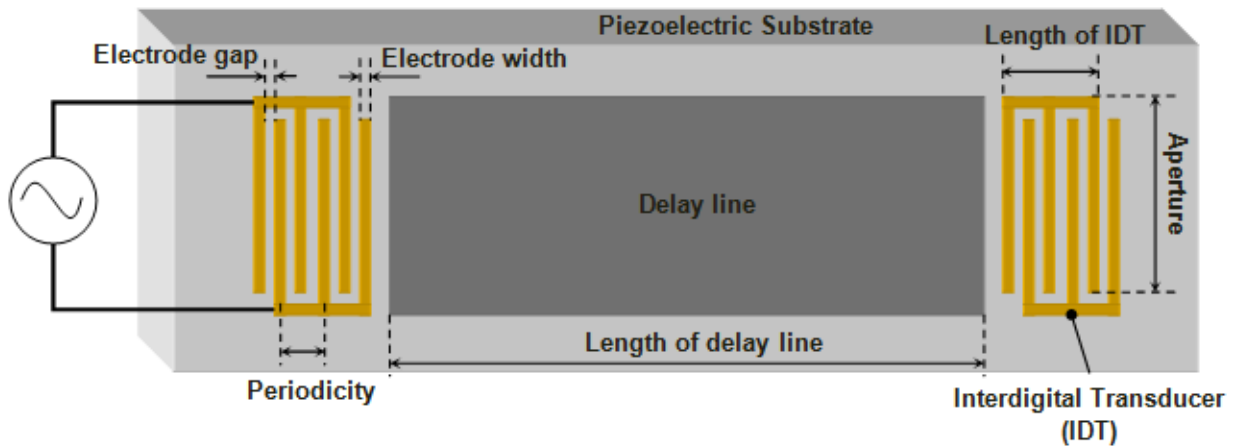 Piezoelectric Substrate
Length of IDT
Electrode gap
Electrode width
Aperture
Delay line
Length of delay line
Periodicity
Interdigital Transducer
(IDT)